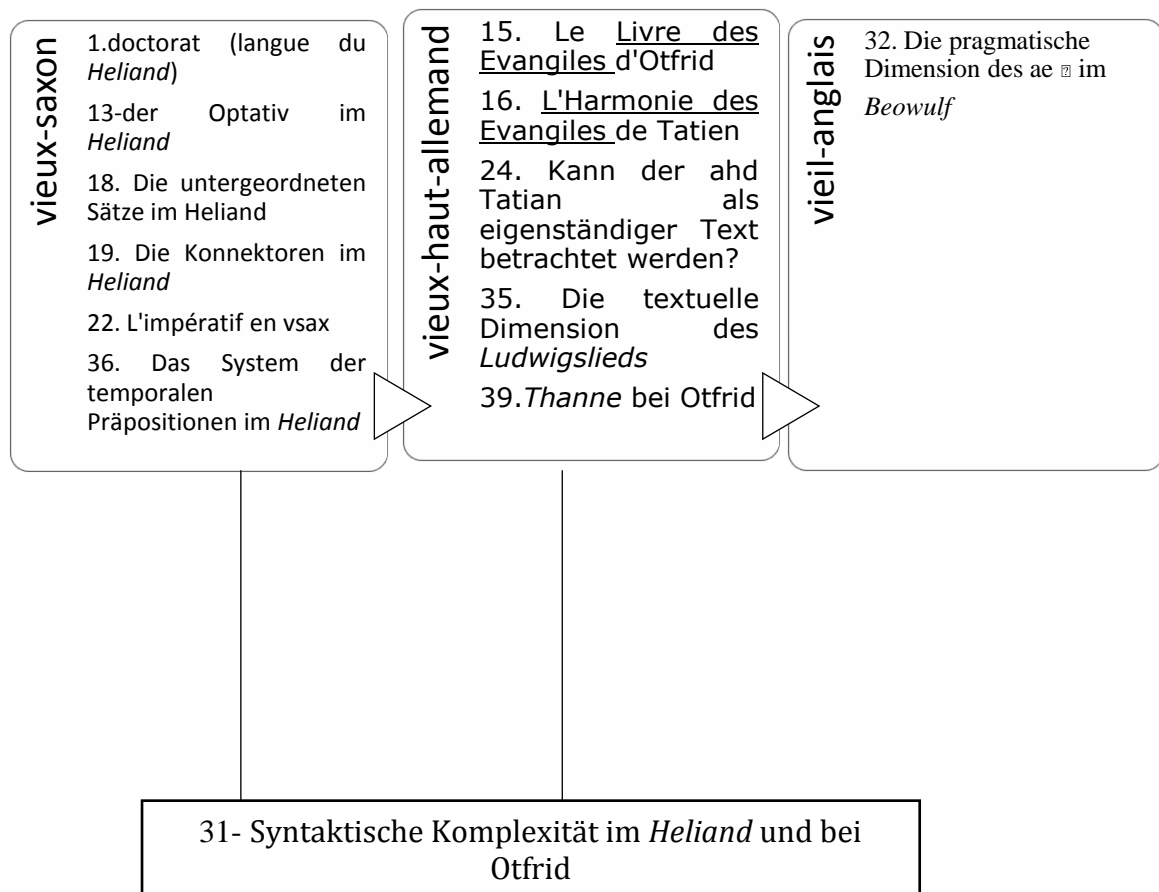 vieux-saxon
1.doctorat (langue du
Heliand)
13-der Optativ im
Heliand
18. Die untergeordneten
Sätze im Heliand
19. Die Konnektoren im
Heliand
22. L'impératif en vsax
36. Das System der
temporalen
Präpositionen im Heliand
vieux-haut-allemand
15. Le Livre des
Evangiles d'Otfrid
16. L'Harmonie des
Evangiles de Tatien
24. Kann der ahd
Tatian als
eigenständiger Text
betrachtet werden?
35. Die textuelle
Dimension des
Ludwigslieds
39.Thanne bei Otfrid
vieil-anglais
32. Die pragmatische
Dimension des ae im
Beowulf
31- Syntaktische Komplexität im Heliand und bei
Otfrid